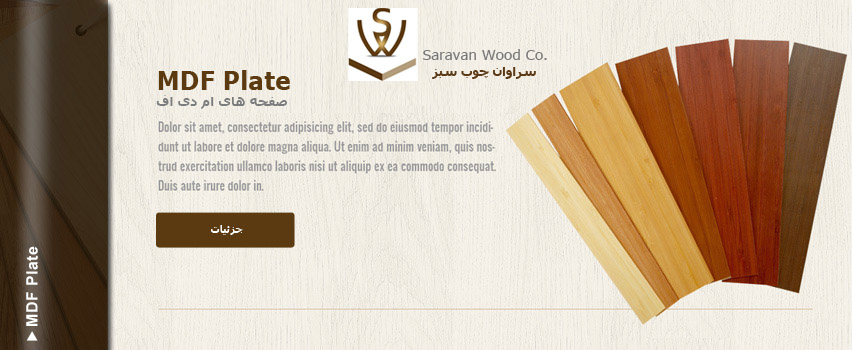 SW
Saravan Wood Co.
سراوان چوب سبز
MDF Plate
صفحه های ام دی اف
Dolor sit amet, consectetur adipisicing elit, sed do eiusmod tempor incidi-
dunt ut labore et dolore magna aliqua. Ut enim ad minim veniam, quis nos-
trud exercitation ullamco laboris nisi ut aliquip ex ea commodo consequat.
Duis aute irure dolor in.
جزئیات
MDF Plate